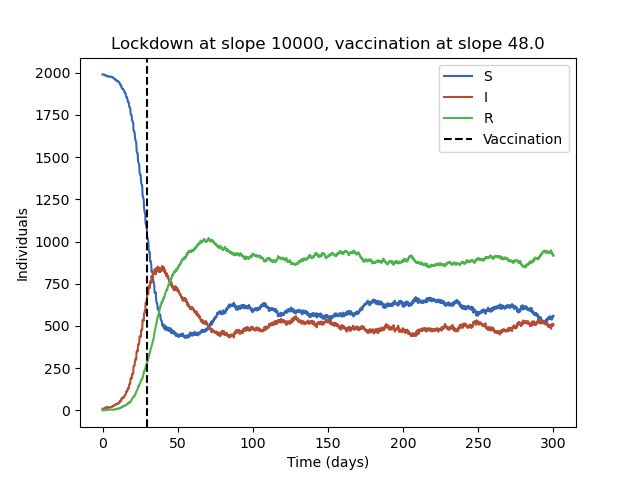 Lockdown at slope 10000, vaccination at slope 48.0
2000
1750
1500
1250
1000
750
500
250
0
Individuals
S
I
R
Vaccination
0 50 100 150 200 250 300
Time (days)